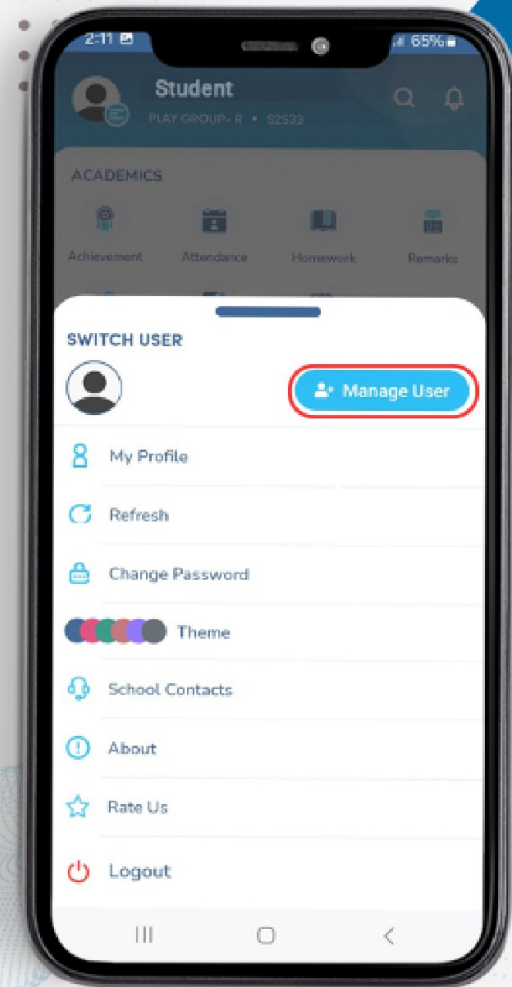 2:11
65%
Student
PLAY GROUP- R • 82533
ACADEMICS
Achievement
Attendance
Homework
Remarks
SWITCH USER
Manage User
My Profile
Refresh
Change Password
Theme
School Contacts
About
Rate Us
Logout